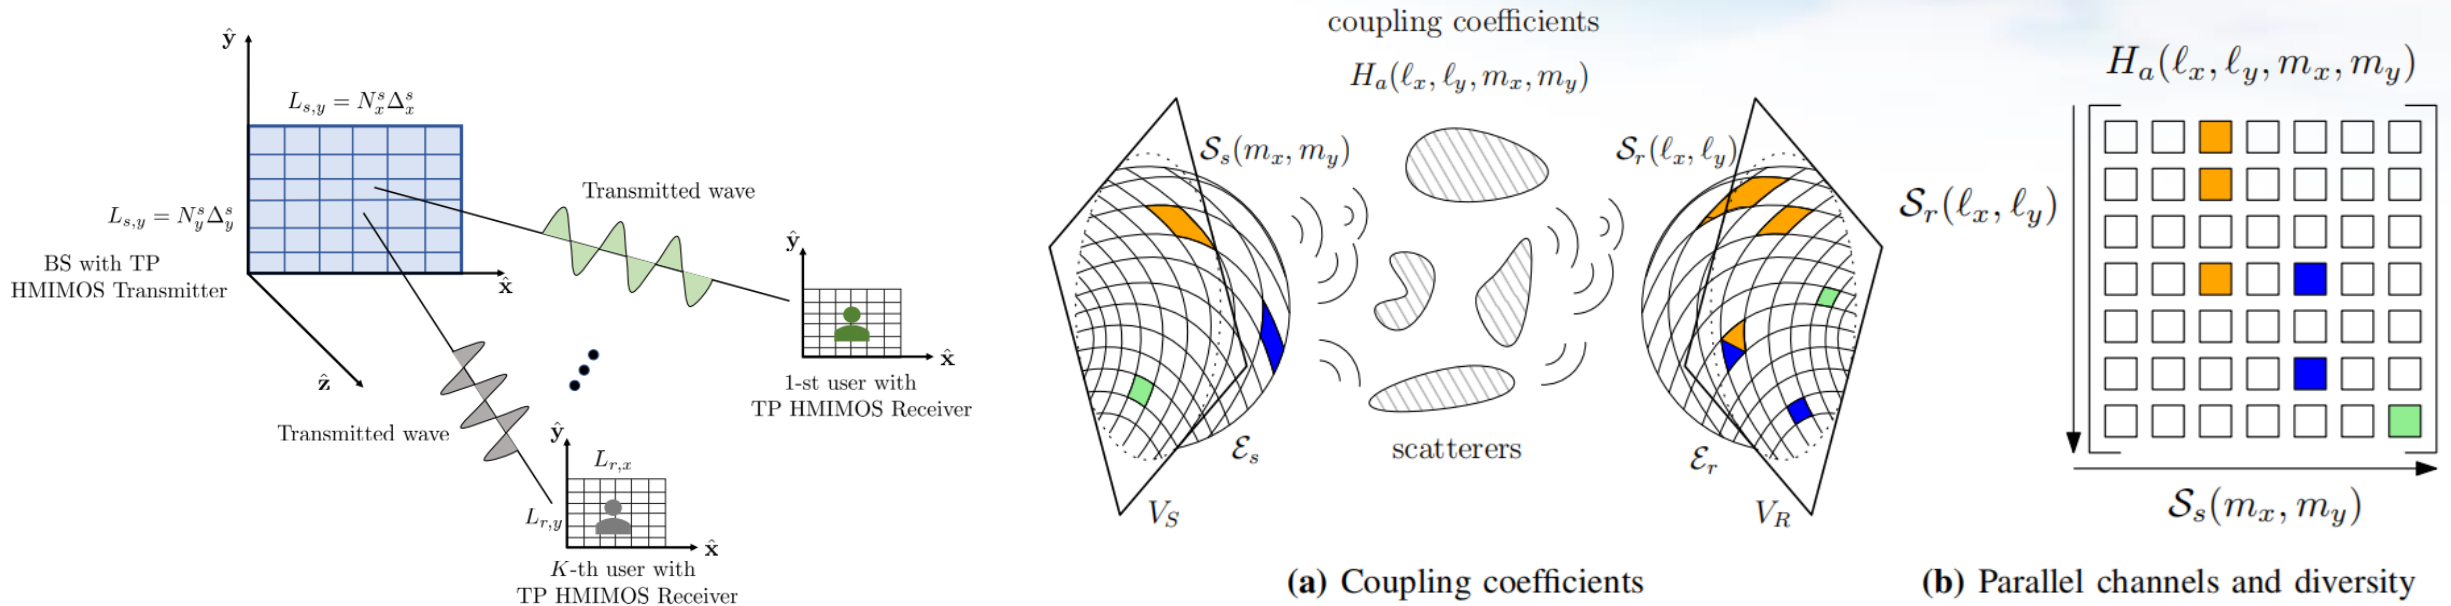 ŷ
L_{s,y} = N_x^s Δ_x^s
L_{s,y} = N_y^s Δ_y^s
BS with TP
HMIMOS Transmitter
x̂
ẑ
Transmitted wave
Transmitted wave
ŷ
x̂
1-st user with
TP HMIMOS Receiver
ŷ
L_{r,x}
L_{r,y}
x̂
K-th user with
TP HMIMOS Receiver
coupling coefficients
H_a(ℓ_x, ℓ_y, m_x, m_y)
𝒮_s(m_x, m_y)
𝒮_r(ℓ_x, ℓ_y)
scatterers
ℰ_s
ℰ_r
V_S
V_R
(a) Coupling coefficients
H_a(ℓ_x, ℓ_y, m_x, m_y)
𝒮_r(ℓ_x, ℓ_y)
𝒮_s(m_x, m_y)
(b) Parallel channels and diversity